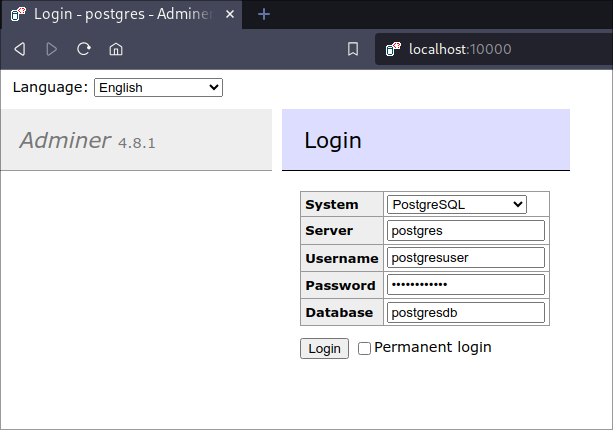 Login - postgres - Adminer
localhost:10000
Language: English
Adminer 4.8.1
Login
System PostgreSQL
Server postgres
Username postgresuser
Password ••••••••••••
Database postgresdb
Login Permanent login